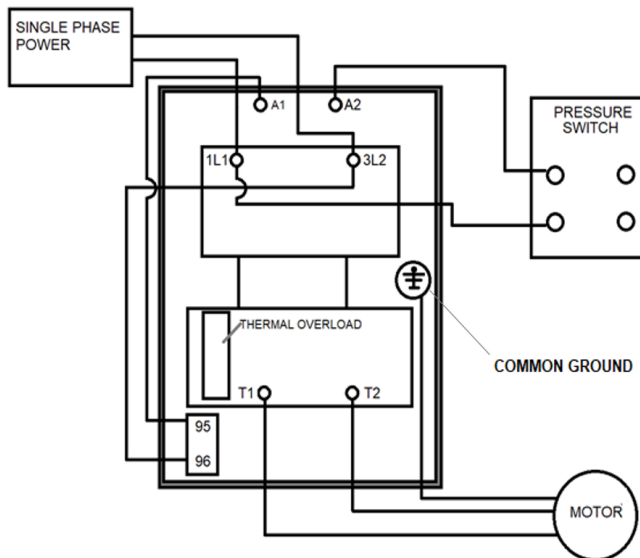 SINGLE PHASE
POWER
A1
A2
PRESSURE
SWITCH
1L1
3L2
THERMAL OVERLOAD
COMMON GROUND
T1
T2
95
96
MOTOR